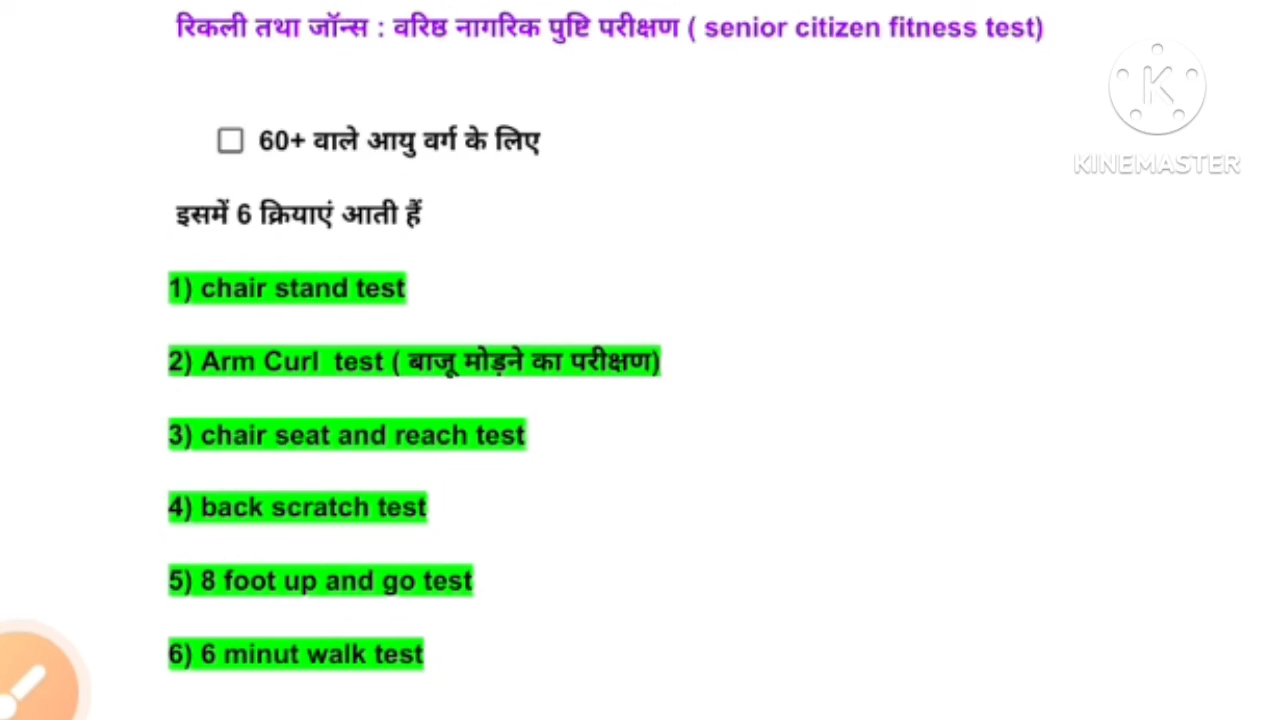 रिकली तथा जॉन्स : वरिष्ठ नागरिक पुष्टि परीक्षण ( senior citizen fitness test)
60+ वाले आयु वर्ग के लिए
K
KINEMASTER
इसमें 6 क्रियाएं आती हैं
1) chair stand test
2) Arm Curl test ( बाजू मोड़ने का परीक्षण)
3) chair seat and reach test
4) back scratch test
5) 8 foot up and go test
6) 6 minut walk test